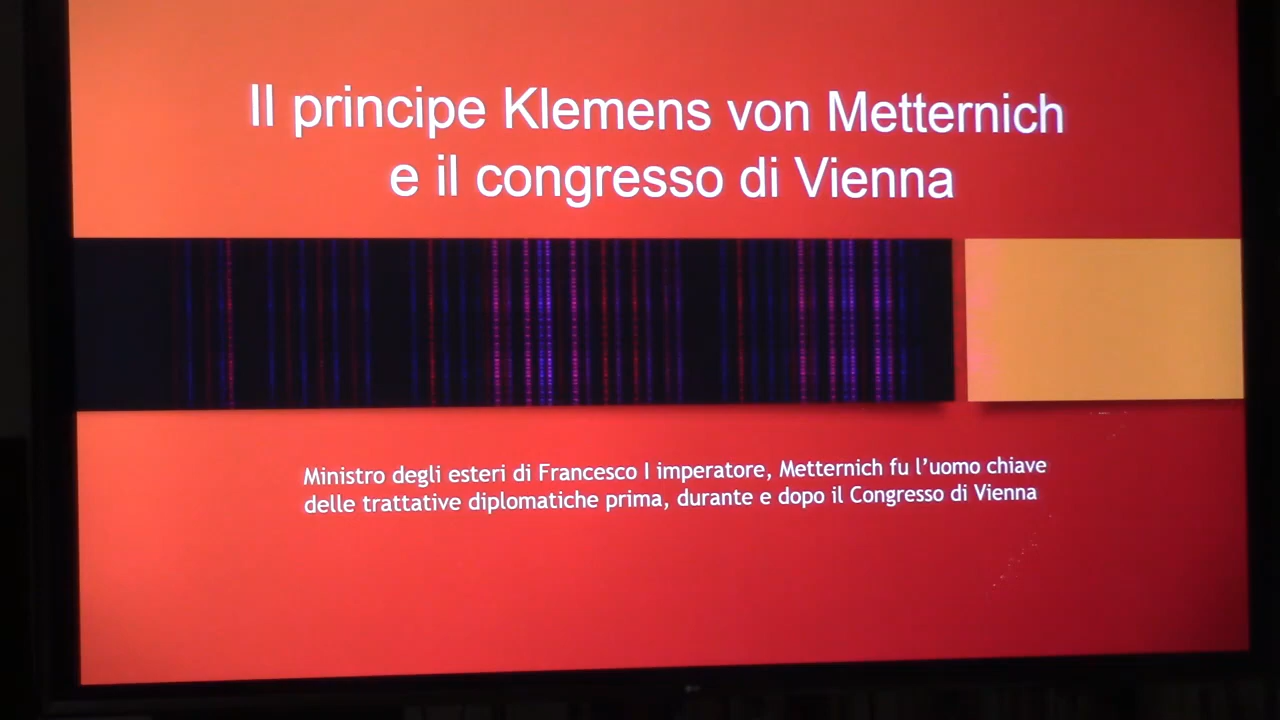 Il principe Klemens von Metternich
e il congresso di Vienna
Ministro degli esteri di Francesco I imperatore, Metternich fu l’uomo chiave
delle trattative diplomatiche prima, durante e dopo il Congresso di Vienna